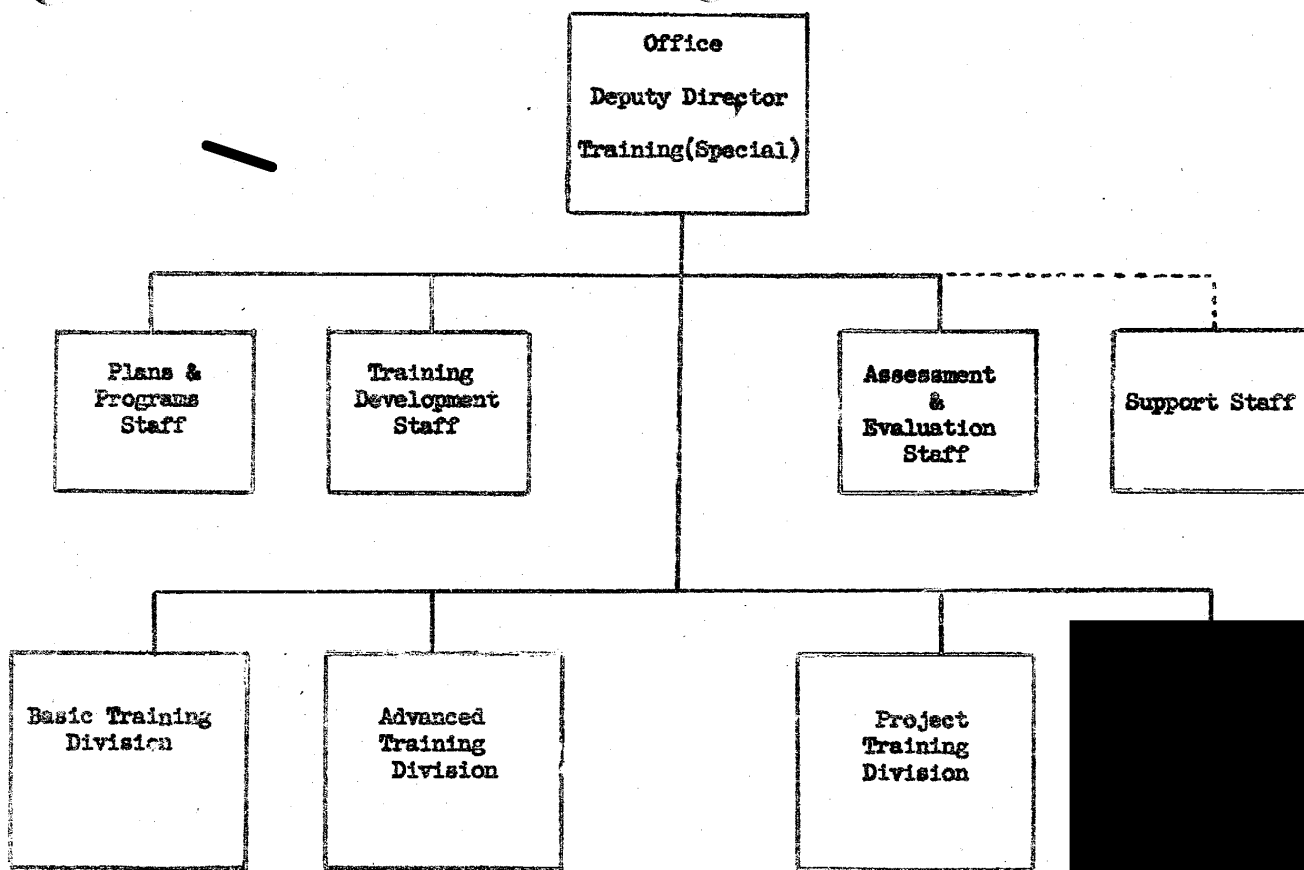 Office
Deputy Director
Training(Special)
Plans &
Programs
Staff
Training
Development
Staff
Assessment
&
Evaluation
Staff
Support Staff
Basic Training
Division
Advanced
Training
Division
Project
Training
Division